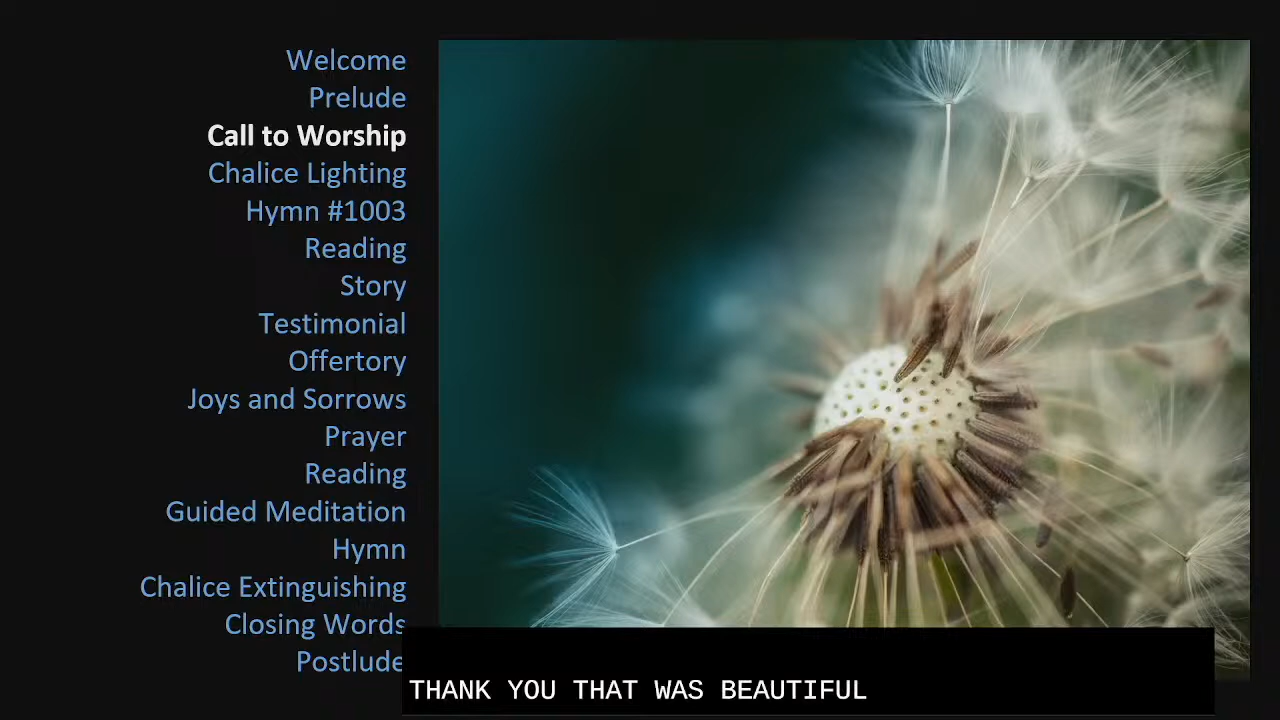 Welcome
Prelude
Call to Worship
Chalice Lighting
Hymn #1003
Reading
Story
Testimonial
Offertory
Joys and Sorrows
Prayer
Reading
Guided Meditation
Hymn
Chalice Extinguishing
Closing Words
Postlude
THANK YOU THAT WAS BEAUTIFUL